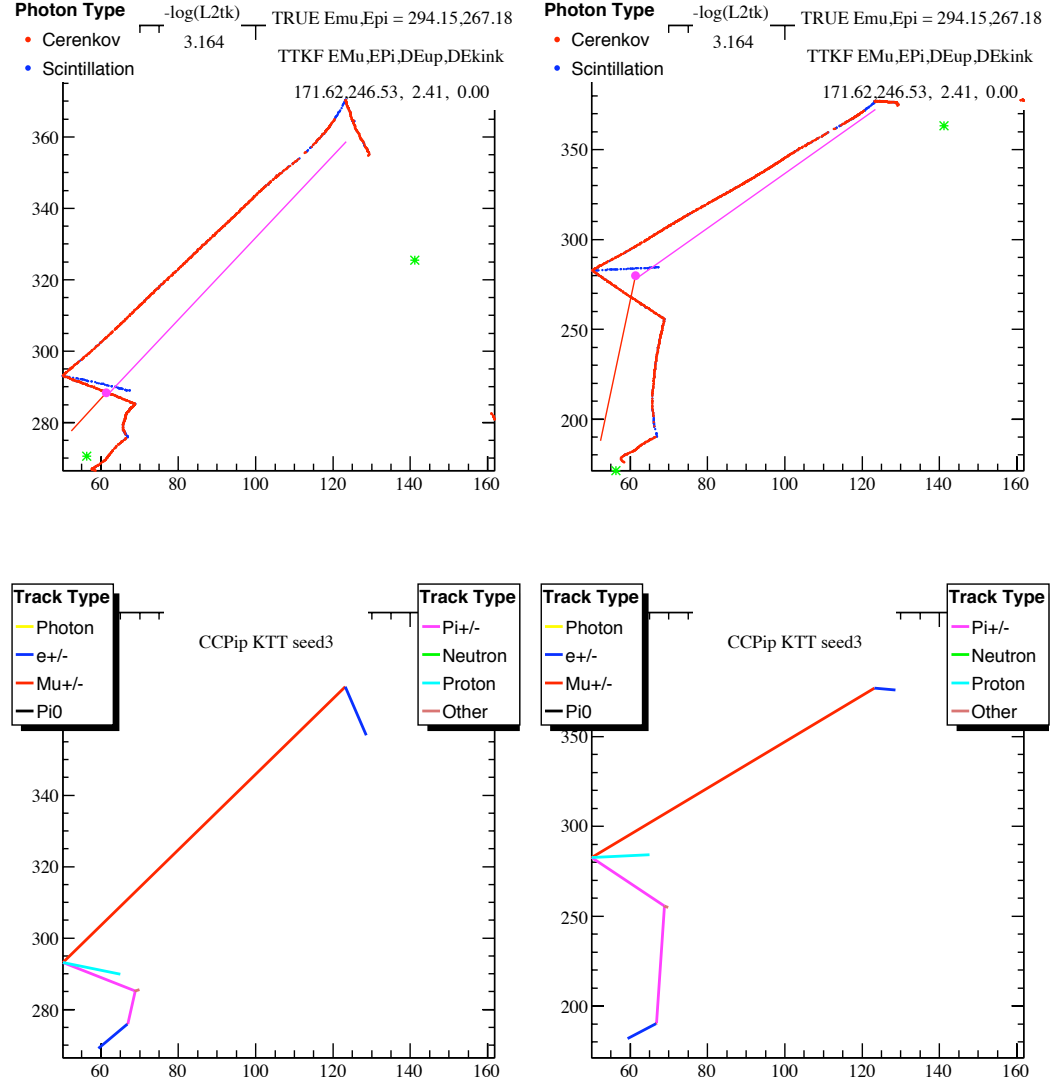 Photon Type
Cerenkov
Scintillation
-log(L2tk)
3.164
100
TRUE Emu,Epi = 294.15,267.18
TTKF EMu,EPi,DEup,DEkink
171.62,246.53, 2.41, 0.00
360
340
320
300
280
60 80 100 120 140 160
Photon Type
Cerenkov
Scintillation
-log(L2tk)
3.164
100
TRUE Emu,Epi = 294.15,267.18
TTKF EMu,EPi,DEup,DEkink
171.62,246.53, 2.41, 0.00
350
300
250
200
60 80 100 120 140 160
Track Type
Photon
e+/-
Mu+/-
Pi0
CCPip KTT seed3
Track Type
Pi+/-
Neutron
Proton
Other
340
320
300
280
60 80 100 120 140 160
Track Type
Photon
e+/-
Mu+/-
Pi0
CCPip KTT seed3
Track Type
Pi+/-
Neutron
Proton
Other
350
300
250
200
60 80 100 120 140 160